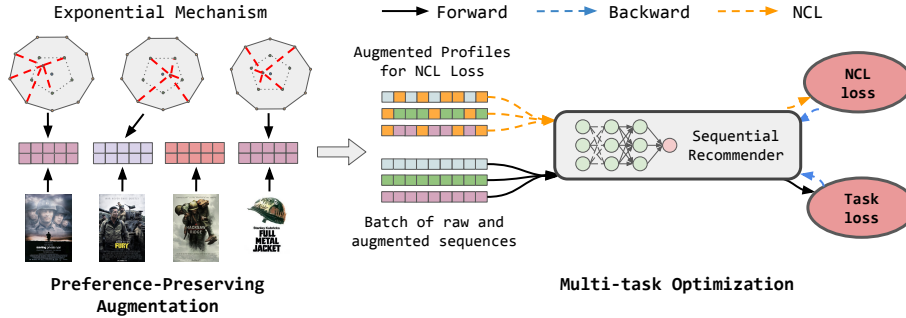 Exponential Mechanism
Forward
Backward
NCL
Augmented Profiles
for NCL Loss
NCL
loss
Sequential
Recommender
Task
loss
Batch of raw and
augmented sequences
FURY
FULL
METAL
JACKET
Preference-Preserving
Augmentation
Multi-task Optimization